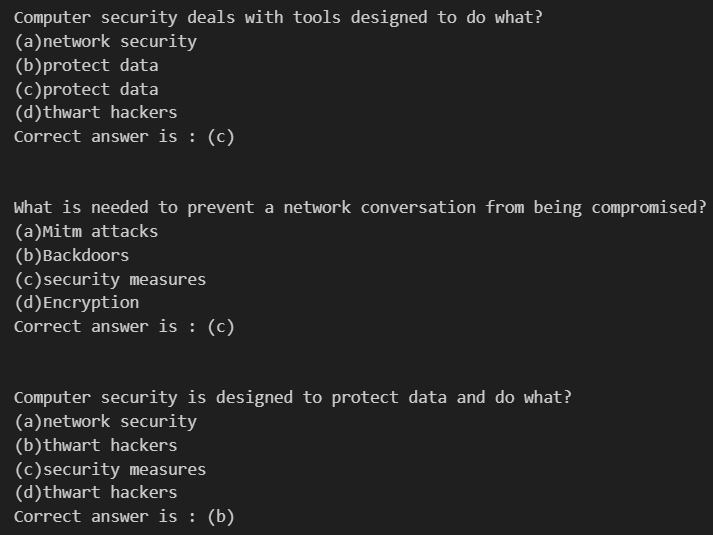 Computer security deals with tools designed to do what?
(a)network security
(b)protect data
(c)protect data
(d)thwart hackers
Correct answer is : (c)
What is needed to prevent a network conversation from being compromised?
(a)Mitm attacks
(b)Backdoors
(c)security measures
(d)Encryption
Correct answer is : (c)
Computer security is designed to protect data and do what?
(a)network security
(b)thwart hackers
(c)security measures
(d)thwart hackers
Correct answer is : (b)